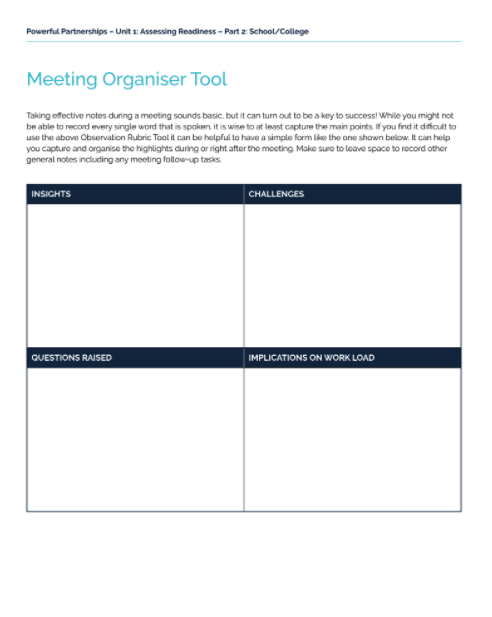 Powerful Partnerships – Unit 1: Assessing Readiness – Part 2: School/College
Meeting Organiser Tool
Taking effective notes during a meeting sounds basic, but it can turn out to be a key to success! While you might not
be able to record every single word that is spoken, it is wise to at least capture the main points. If you find it difficult to
use the above Observation Rubric Tool it can be helpful to have a simple form like the one shown below. It can help
you capture and organise the highlights during or right after the meeting. Make sure to leave space to record other
general notes including any meeting follow-up tasks.
INSIGHTS
CHALLENGES
QUESTIONS RAISED
IMPLICATIONS ON WORK LOAD